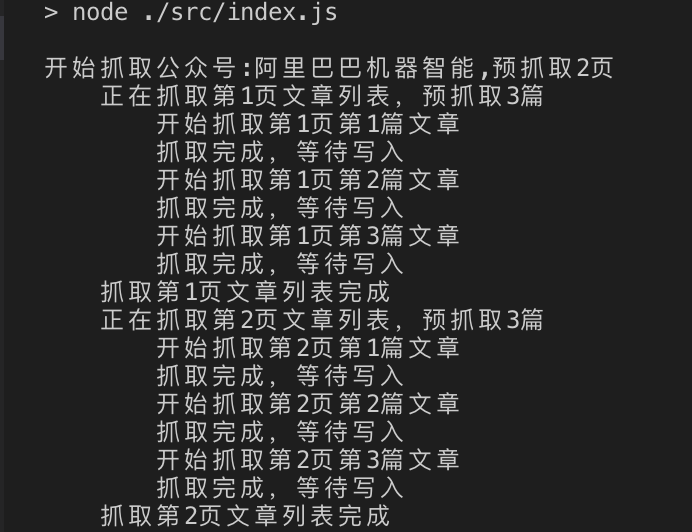 > node ./src/index.js
开始抓取公众号:阿里巴巴机器智能,预抓取2页
正在抓取第1页文章列表，预抓取3篇
开始抓取第1页第1篇文章
抓取完成，等待写入
开始抓取第1页第2篇文章
抓取完成，等待写入
开始抓取第1页第3篇文章
抓取完成，等待写入
抓取第1页文章列表完成
正在抓取第2页文章列表，预抓取3篇
开始抓取第2页第1篇文章
抓取完成，等待写入
开始抓取第2页第2篇文章
抓取完成，等待写入
开始抓取第2页第3篇文章
抓取完成，等待写入
抓取第2页文章列表完成